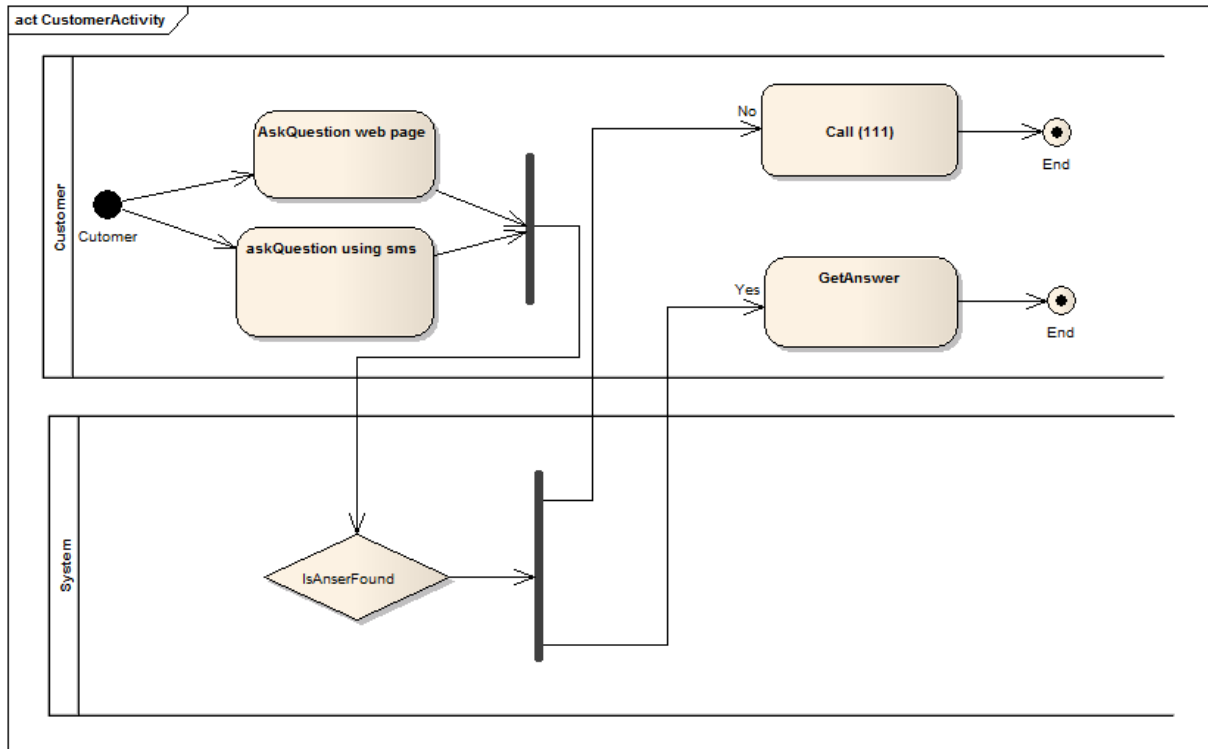 act CustomerActivity
Customer
Cutomer
AskQuestion web page
askQuestion using sms
No
Call (111)
End
Yes
GetAnswer
End
System
IsAnserFound